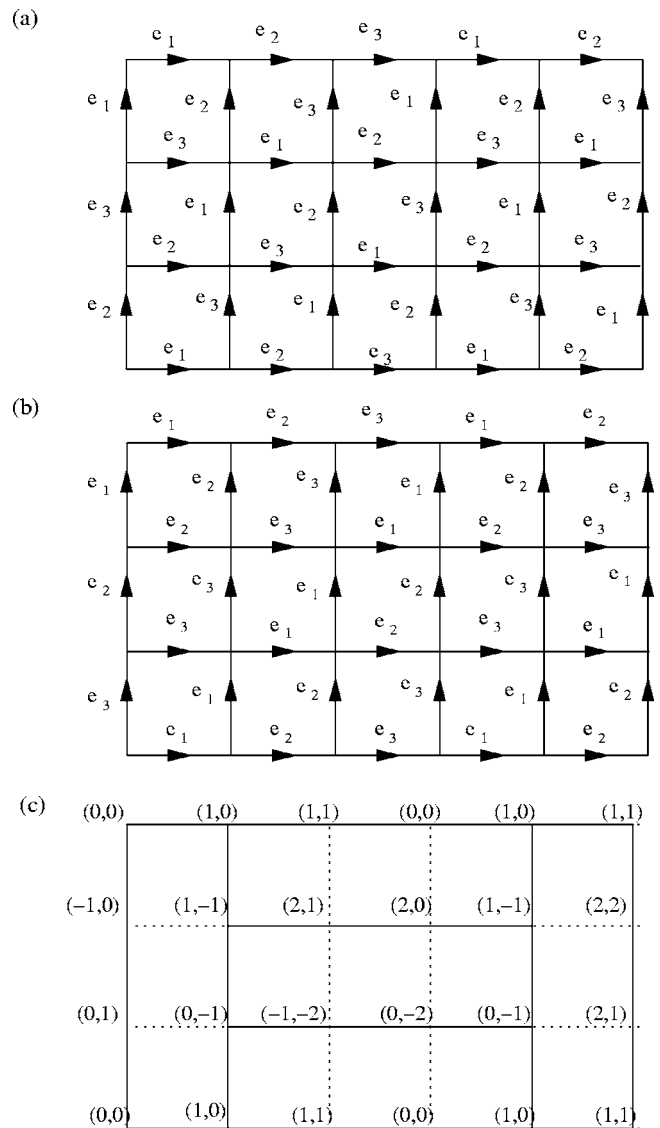 (a)
e 1 e 2 e 3 e 1 e 2
e 1 e 2 e 3 e 1 e 2 e 3
e 3 e 1 e 2 e 3 e 1
e 3 e 1 e 2 e 3 e 1 e 2
e 2 e 3 e 1 e 2 e 3
e 2 e 3 e 1 e 2 e 3 e 1
e 1 e 2 e 3 e 1 e 2
(b)
e 1 e 2 e 3 e 1 e 2
e 1 e 2 e 3 e 1 e 2 e 3
e 2 e 3 e 1 e 2 e 3
e 2 e 3 e 1 e 2 e 3 e 1
e 3 e 1 e 2 e 3 e 1
e 3 e 1 e 2 e 3 e 1 e 2
e 1 e 2 e 3 e 1 e 2
(c)
(0,0) (1,0) (1,1) (0,0) (1,0) (1,1)
(−1,0) (1,−1) (2,1) (2,0) (1,−1) (2,2)
(0,1) (0,−1) (−1,−2) (0,−2) (0,−1) (2,1)
(0,0) (1,0) (1,1) (0,0) (1,0) (1,1)